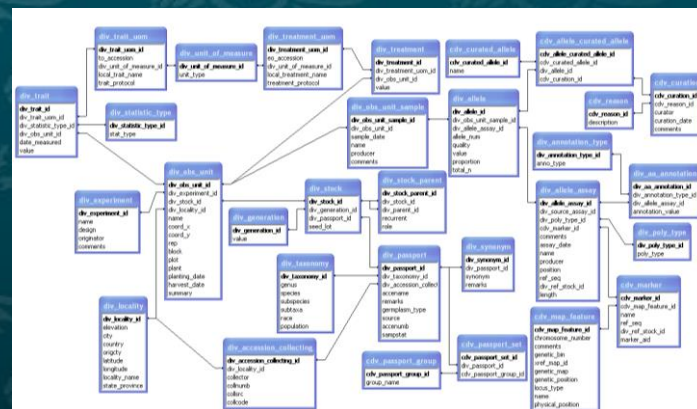 div_trait_uom
div_trait_uom_id
to_accession
div_unit_of_measure_id
local_trait_name
trait_protocol
div_unit_of_measure
div_unit_of_measure_id
unit_type
div_treatment_uom
div_treatment_uom_id
eo_accession
div_unit_of_measure_id
local_treatment_name
treatment_protocol
div_treatment
div_treatment_id
div_treatment_uom_id
div_obs_unit_id
value
cdv_curated_allele
cdv_curated_allele_id
name
cdv_allele_curated_allele
cdv_allele_curated_allele_id
cdv_curated_allele_id
div_allele_id
cdv_curation_id
cdv_curation
cdv_curation_id
cdv_reason_id
curator
curation_date
comments
cdv_reason
cdv_reason_id
description
div_trait
div_trait_id
div_trait_uom_id
div_statistic_type_id
div_obs_unit_id
date_measured
value
div_statistic_type
div_statistic_type_id
stat_type
div_obs_unit_sample
div_obs_unit_sample_id
div_obs_unit_id
sample_date
name
producer
comments
div_allele
div_allele_id
div_obs_unit_sample_id
div_allele_assay_id
allele_num
quality
value
proportion
total_n
div_annotation_type
div_annotation_type_id
anno_type
div_aa_annotation
div_aa_annotation_id
div_annotation_type_id
div_allele_assay_id
annotation_value
div_experiment
div_experiment_id
name
design
originator
comments
div_obs_unit
div_obs_unit_id
div_experiment_id
div_stock_id
div_locality_id
name
coord_x
coord_y
rep
block
plot
plant
planting_date
harvest_date
summary
div_generation
div_generation_id
value
div_stock
div_stock_id
div_generation_id
div_passport_id
seed_lot
div_stock_parent
div_stock_parent_id
div_stock_id
div_parent_id
recurrent
role
div_allele_assay
div_allele_assay_id
div_source_assay_id
div_poly_type_id
cdv_marker_id
comments
assay_date
name
producer
position
ref_seq
div_ref_stock_id
length
div_poly_type
div_poly_type_id
poly_type
div_taxonomy
div_taxonomy_id
genus
species
subspecies
subtaxa
race
population
div_passport
div_passport_id
div_taxonomy_id
div_accession_collect
accename
remarks
germplasm_type
source
accenumb
sampstat
div_synonym
div_synonym_id
div_passport_id
synonym
remarks
cdv_marker
cdv_marker_id
cdv_map_feature_id
name
ref_seq
div_ref_stock_id
marker_aid
div_locality
div_locality_id
elevation
city
country
origcty
latitude
longitude
locality_name
state_province
div_accession_collecting
div_accession_collecting_id
div_locality_id
collector
collnumb
collsrc
collcode
cdv_passport_group
cdv_passport_group_id
group_name
cdv_passport_set
cdv_passport_set_id
div_passport_id
cdv_passport_group_id
cdv_map_feature
cdv_map_feature_id
chromosome_number
comments
genetic_bin
xref_map_id
genetic_map
genetic_position
locus_type
name
physical_position